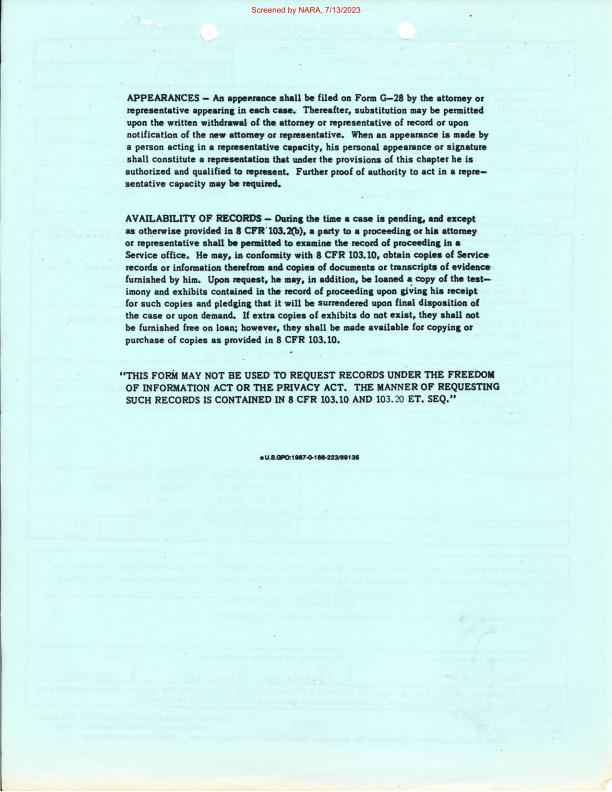 Screened by NARA, 7/13/2023
APPEARANCES — An appearance shall be filed on Form G—28 by the attorney or
representative appearing in each case. Thereafter, substitution may be permitted
upon the written withdrawal of the attorney or representative of record or upon
notification of the new attorney or representative. When an appearance is made by
a person acting in a representative capacity, his personal appearance or signature
shall constitute a representation that under the provisions of this chapter he is
authorized and qualified to represent. Further proof of authority to act in a repre—
sentative capacity may be required.
AVAILABILITY OF RECORDS — During the time a case is pending, and except
as otherwise provided in 8 CFR 103.2(b), a party to a proceeding or his attorney
or representative shall be permitted to examine the record of proceeding in a
Service office. He may, in conformity with 8 CFR 103.10, obtain copies of Service
records or information therefrom and copies of documents or transcripts of evidence
furnished by him. Upon request, he may, in addition, be loaned a copy of the test—
imony and exhibits contained in the record of proceeding upon giving his receipt
for such copies and pledging that it will be surrendered upon final disposition of
the case or upon demand. If extra copies of exhibits do not exist, they shall not
be furnished free on loan; however, they shall be made available for copying or
purchase of copies as provided in 8 CFR 103.10.
"THIS FORM MAY NOT BE USED TO REQUEST RECORDS UNDER THE FREEDOM
OF INFORMATION ACT OR THE PRIVACY ACT. THE MANNER OF REQUESTING
SUCH RECORDS IS CONTAINED IN 8 CFR 103.10 AND 103.20 ET. SEQ."
*U.S.GPO:1987-0-186-223/69135